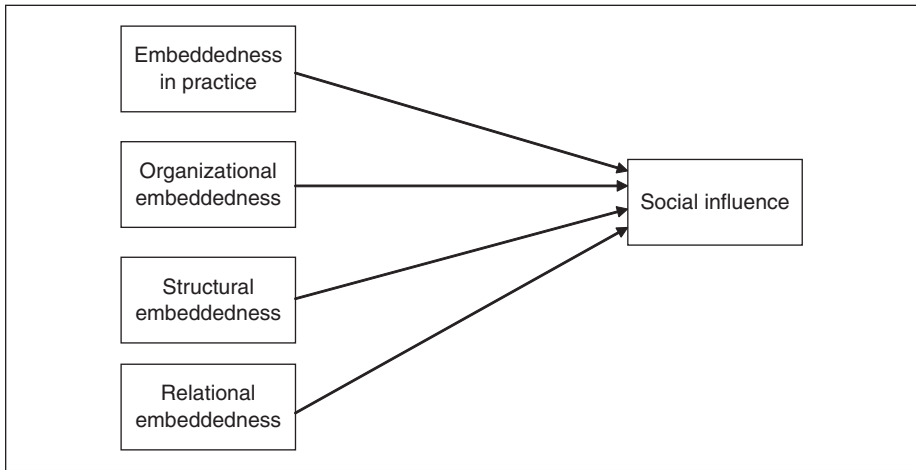 Embeddedness
in practice
Organizational
embeddedness
Social influence
Structural
embeddedness
Relational
embeddedness